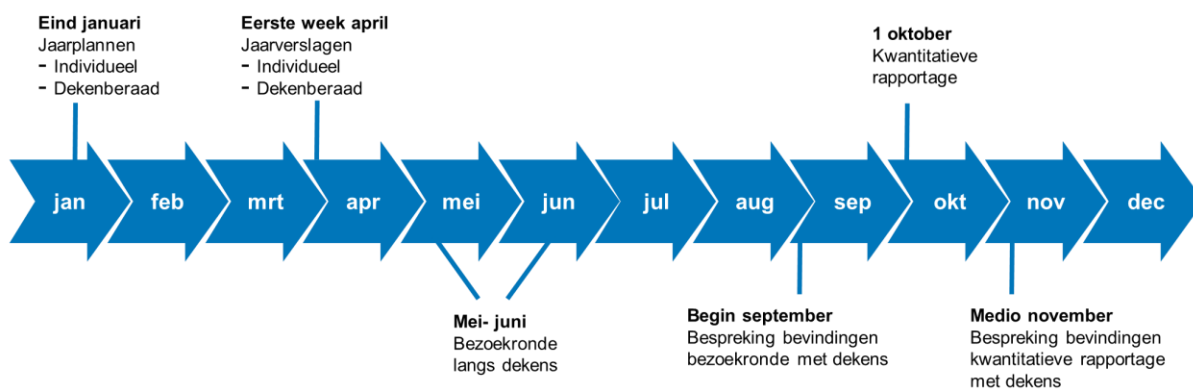 Eind januari
Jaarplannen
- Individueel
- Dekenberaad
Eerste week april
Jaarverslagen
- Individueel
- Dekenberaad
1 oktober
Kwantitatieve
rapportage
jan
feb
mrt
apr
mei
jun
jul
aug
sep
okt
nov
dec
Mei- juni
Bezoekronde
langs dekens
Begin september
Bespreking bevindingen
bezoekronde met dekens
Medio november
Bespreking bevindingen
kwantitatieve rapportage
met dekens